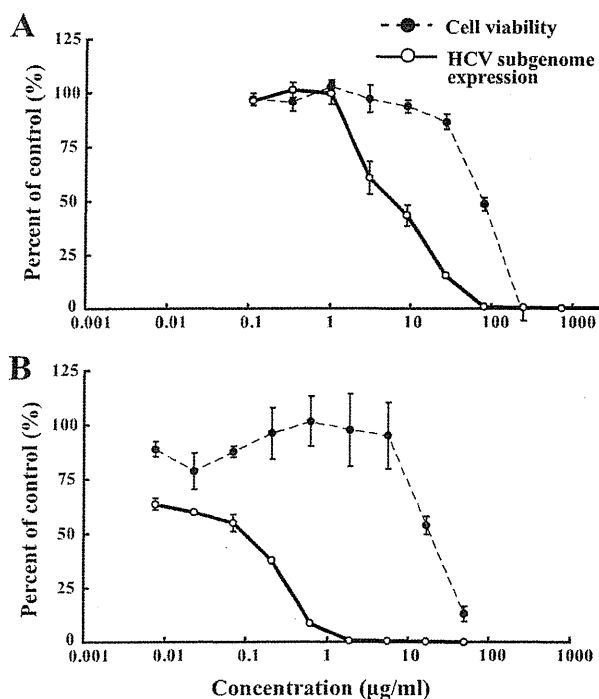 A
Cell viability
HCV subgenome
expression
Percent of control (%)
125
100
75
50
25
0
0.001 0.01 0.1 1 10 100 1000
B
Percent of control (%)
125
100
75
50
25
0
0.001 0.01 0.1 1 10 100 1000
Concentration (μg/ml)